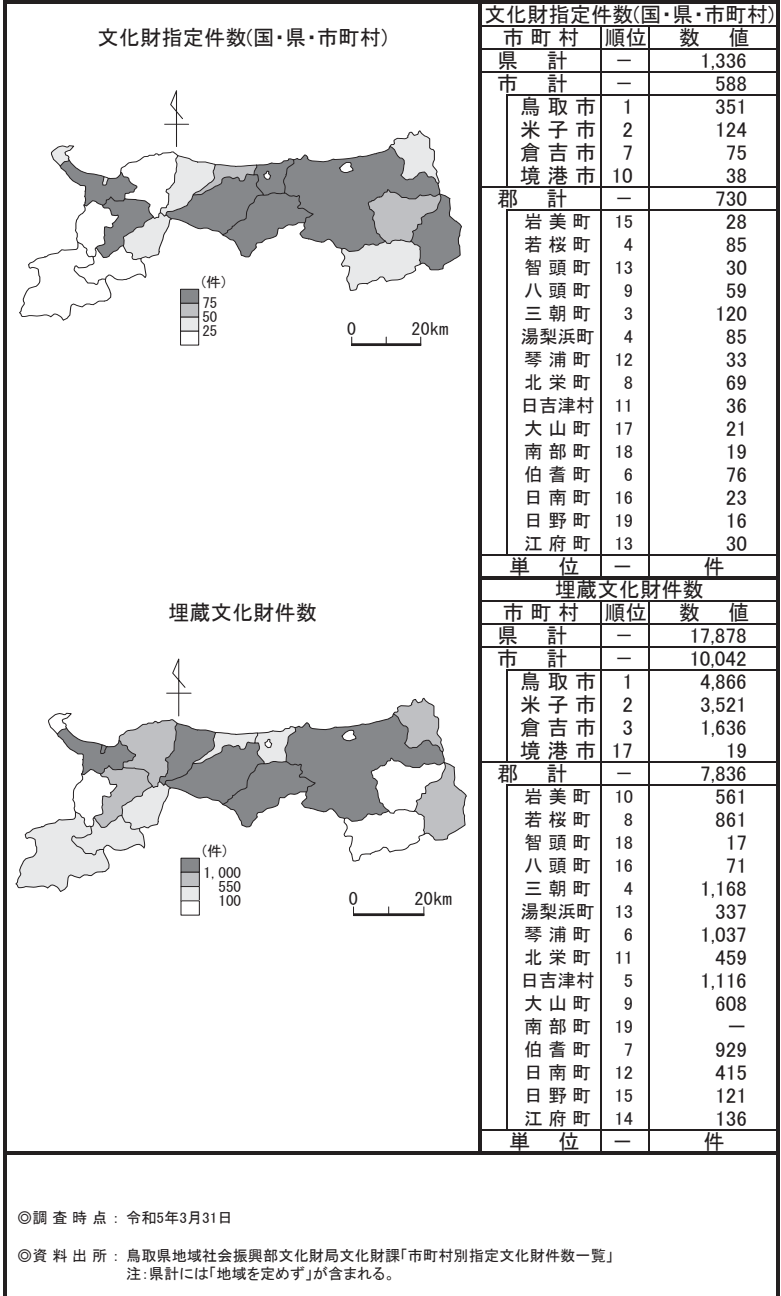 文化財指定件数(国・県・市町村)
(件)
75
50
25
0 20km
文化財指定件数(国・県・市町村)
市町村 順位 数値
県計 － 1,336
市計 － 588
鳥取市 1 351
米子市 2 124
倉吉市 7 75
境港市 10 38
郡計 － 730
岩美町 15 28
若桜町 4 85
智頭町 13 30
八頭町 9 59
三朝町 3 120
湯梨浜町 4 85
琴浦町 12 33
北栄町 8 69
日吉津村 11 36
大山町 17 21
南部町 18 19
伯耆町 6 76
日南町 16 23
日野町 19 16
江府町 13 30
単位 － 件
埋蔵文化財件数
(件)
1,000
550
100
0 20km
埋蔵文化財件数
市町村 順位 数値
県計 － 17,878
市計 － 10,042
鳥取市 1 4,866
米子市 2 3,521
倉吉市 3 1,636
境港市 17 19
郡計 － 7,836
岩美町 10 561
若桜町 8 861
智頭町 18 17
八頭町 16 71
三朝町 4 1,168
湯梨浜町 13 337
琴浦町 6 1,037
北栄町 11 459
日吉津村 5 1,116
大山町 9 608
南部町 19 －
伯耆町 7 929
日南町 12 415
日野町 15 121
江府町 14 136
単位 － 件
◎調査時点：令和5年3月31日
◎資料出所：鳥取県地域社会振興部文化財局文化財課「市町村別指定文化財件数一覧」
注：県計には「地域を定めず」が含まれる。